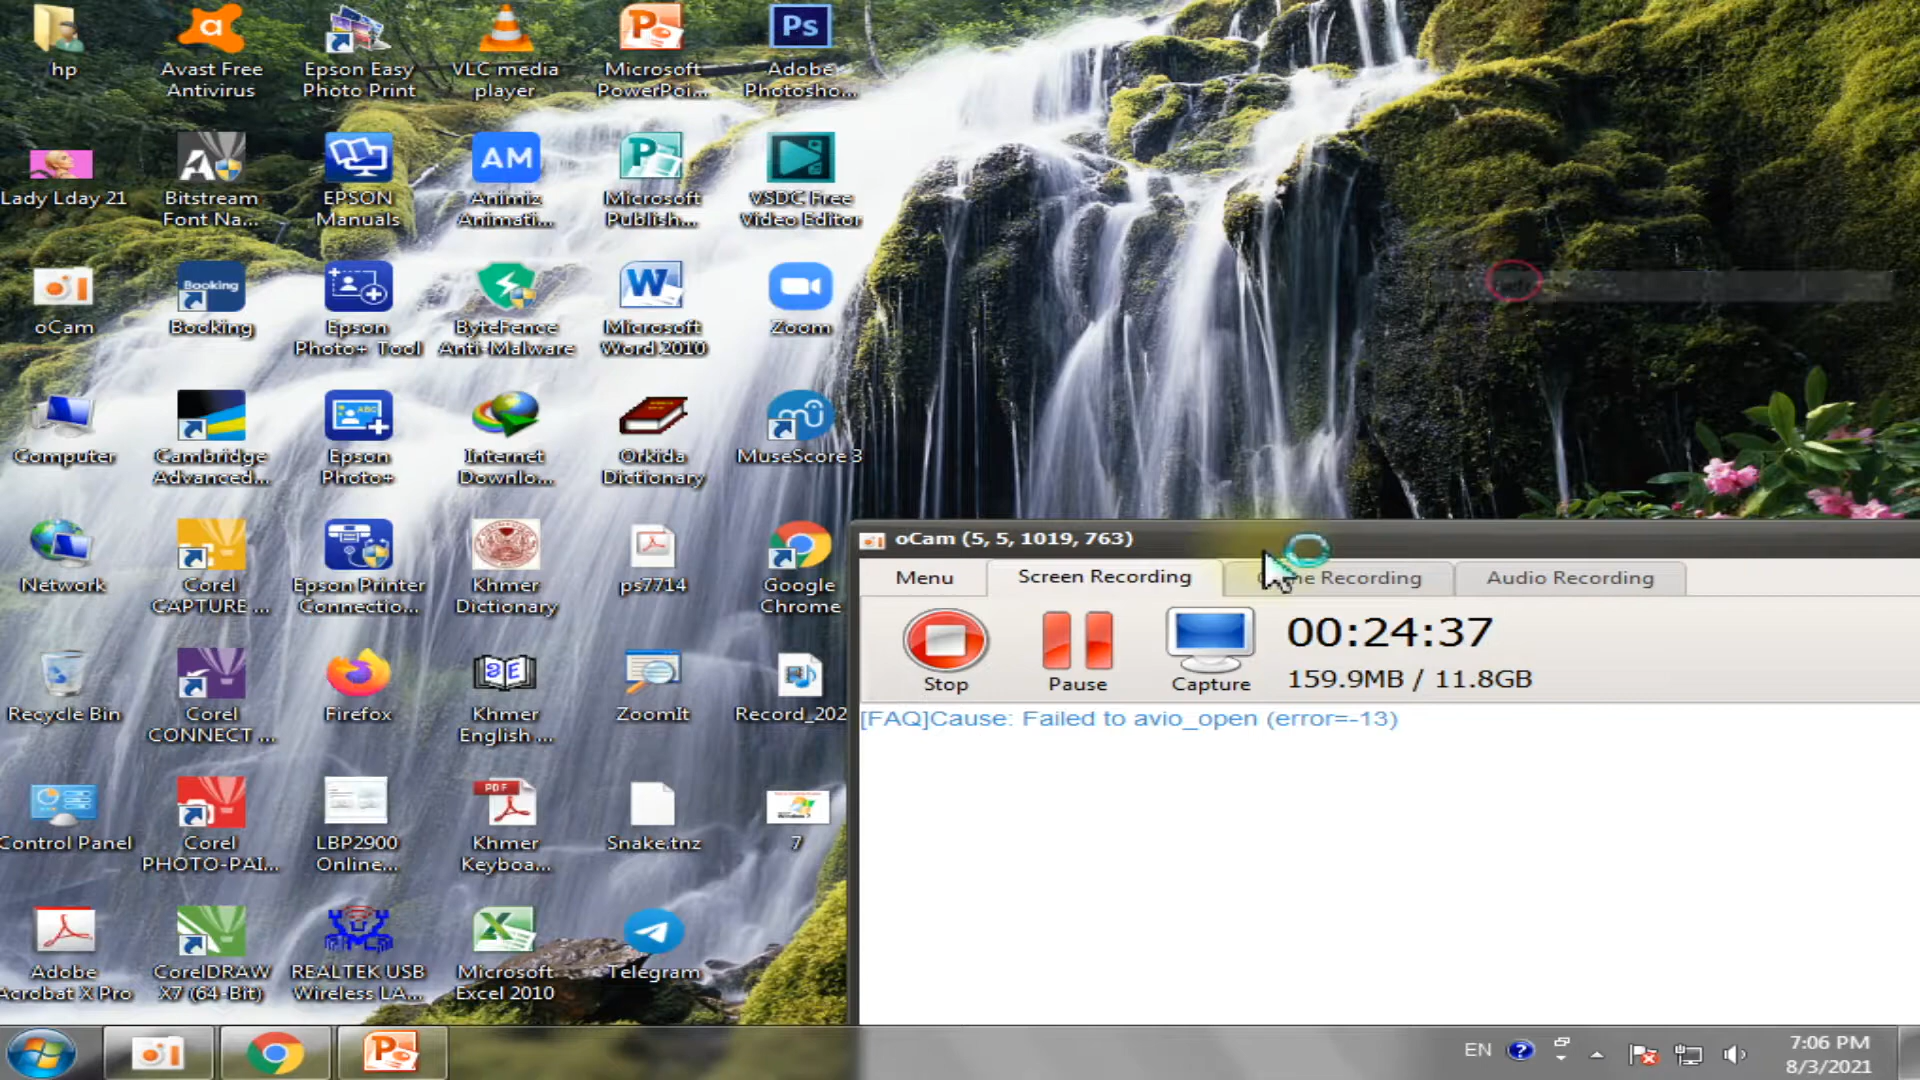 hp
Avast Free
Antivirus
Epson Easy
Photo Print
VLC media
player
Microsoft
PowerPoi...
Ps
Adobe
Photosho...
Lady Lday 21
Bitstream
Font Na...
EPSON
Manuals
AM
Animiz
Animati...
Microsoft
Publish...
VSDC Free
Video Editor
oCam
Booking
Booking
Epson
Photo+ Tool
ByteFence
Anti-Malware
Microsoft
Word 2010
Zoom
Computer
Cambridge
Advanced...
ABC
Epson
Photo+
Internet
Downlo...
Orkida
Dictionary
MuseScore 3
Network
Corel
CAPTURE ...
Epson Printer
Connectio...
Khmer
Dictionary
ps7714
Google
Chrome
Recycle Bin
Corel
CONNECT ...
Firefox
Khmer
English ...
ZoomIt
Record_202
Control Panel
Corel
PHOTO-PAI...
LBP2900
Online...
PDF
Khmer
Keyboa...
Snake.tnz
7
Adobe
Acrobat X Pro
CorelDRAW
X7 (64-Bit)
REALTEK USB
Wireless LA...
Microsoft
Excel 2010
Telegram
oCam (5, 5, 1019, 763)
Menu
Screen Recording
Recording
Audio Recording
Stop
Pause
Capture
00:24:37
159.9MB / 11.8GB
[FAQ]Cause: Failed to avio_open (error=-13)
EN
7:06 PM
8/3/2021